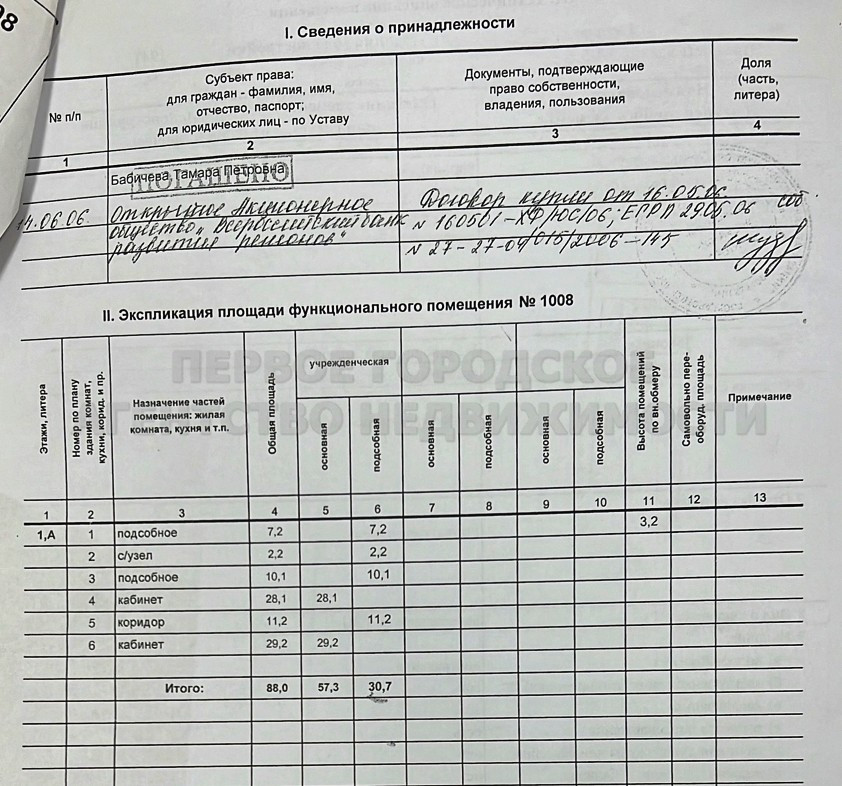 98
I. Сведения о принадлежности
№ п/п
Субъект права:
для граждан - фамилия, имя,
отчество, паспорт;
для юридических лиц - по Уставу
Документы, подтверждающие
право собственности,
владения, пользования
Доля
(часть,
литера)
1 2 3 4
Бабичева Тамара Петровна
ПОГАШЕНО
14.06.06. Открытое Акционерное Договор купли от 16.05.06
общество „Всероссийский банк N 160501-КФ/ЮС/06; ЕГРП 29.05.06
развития регионов" N 27-27-04/015/2006-145
II. Экспликация площади функционального помещения № 1008
Этажи, литера
Номер по плану
здания комнат,
кухни, корид. и пр.
Назначение частей
помещения: жилая
комната, кухня и т.п.
Общая площадь
учрежденческая
основная
подсобная
основная
подсобная
основная
подсобная
Высота помещений
по вн.обмеру
Самовольно пере-
оборуд. площадь
Примечание
ПЕРВОЕ ГОРОДСКОЕ
АГЕНТСТВО НЕДВИЖИМОСТИ
1 2 3 4 5 6 7 8 9 10 11 12 13
1,А 1 подсобное 7,2 7,2 3,2
2 с/узел 2,2 2,2
3 подсобное 10,1 10,1
4 кабинет 28,1 28,1
5 коридор 11,2 11,2
6 кабинет 29,2 29,2
Итого: 88,0 57,3 30,7